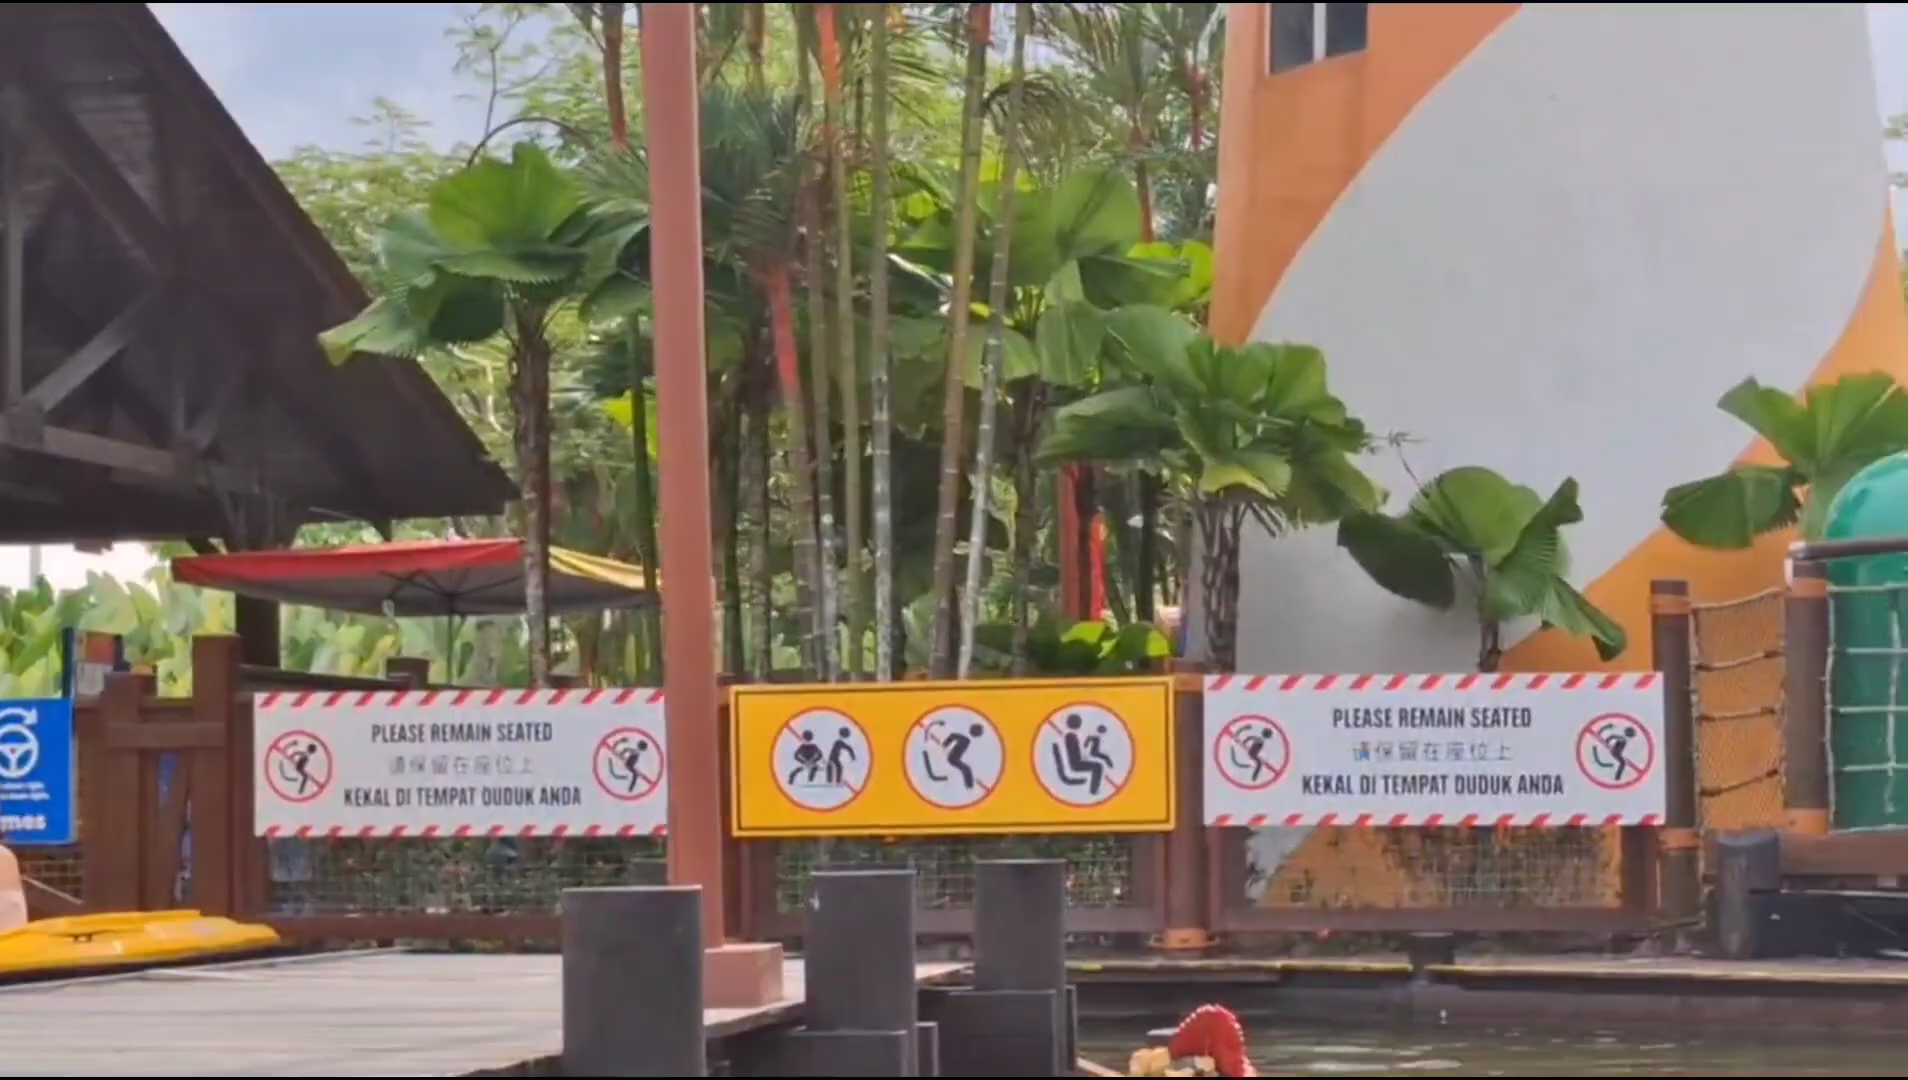 PLEASE REMAIN SEATED
请保留在座位上
KEKAL DI TEMPAT DUDUK ANDA
PLEASE REMAIN SEATED
请保留在座位上
KEKAL DI TEMPAT DUDUK ANDA